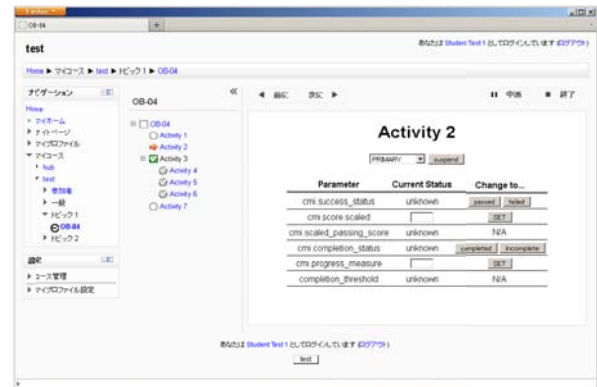 Firefox
OB-04
test
あなたは Student Test 1 としてログインしています (ログアウト)
Home ▶ マイコース ▶ test ▶ トピック 1 ▶ OB-04
ナビゲーション
Home
マイホーム
サイトページ
マイプロファイル
マイコース
hub
test
参加者
一般
トピック 1
OB-04
トピック 2
設定
コース管理
マイプロファイル設定
OB-04
OB-04
Activity 1
Activity 2
Activity 3
Activity 4
Activity 5
Activity 6
Activity 7
前に 次に 中断 終了
Activity 2
PRIMARY suspend
Parameter Current Status Change to...
cmi.success_status unknown passed failed
cmi.score.scaled SET
cmi.scaled_passing_score unknown N/A
cmi.completion_status unknown completed incomplete
cmi.progress_measure SET
completion_threshold unknown N/A
あなたは Student Test 1 としてログインしています (ログアウト)
test